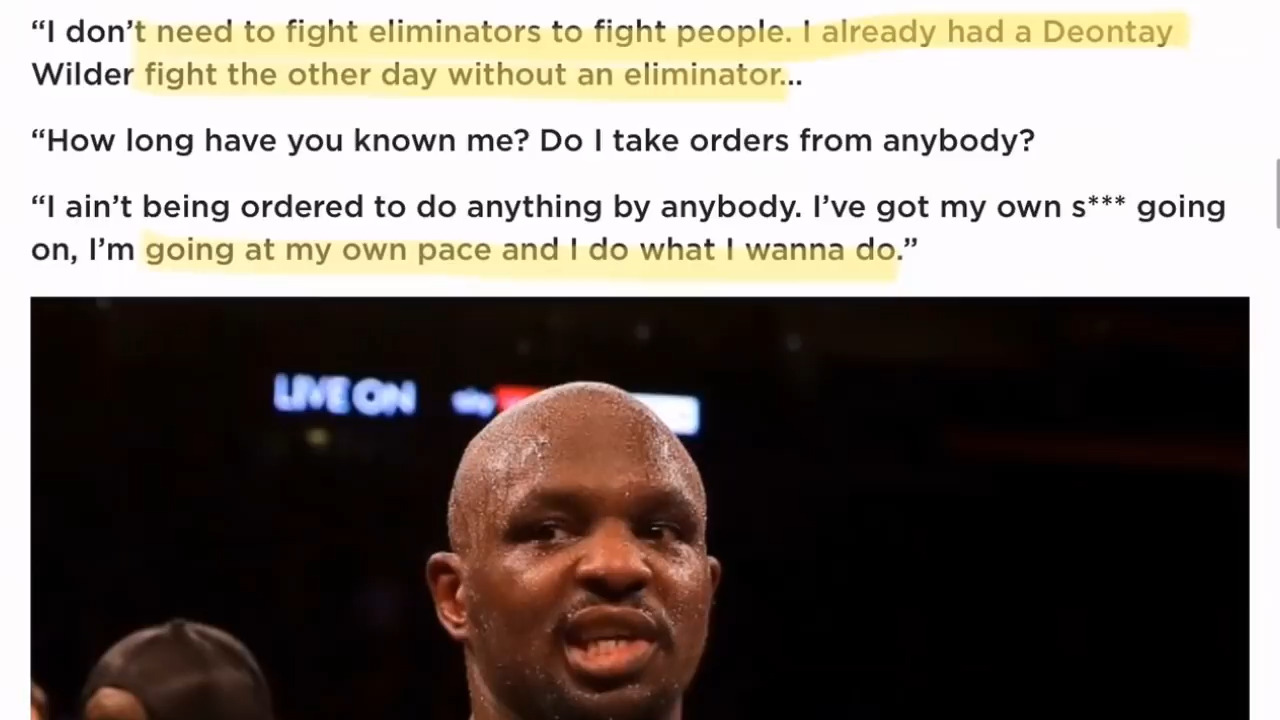 “I don’t need to fight eliminators to fight people. I already had a Deontay
Wilder fight the other day without an eliminator...
“How long have you known me? Do I take orders from anybody?
“I ain’t being ordered to do anything by anybody. I’ve got my own s*** going
on, I’m going at my own pace and I do what I wanna do.”
LIVE ON sky